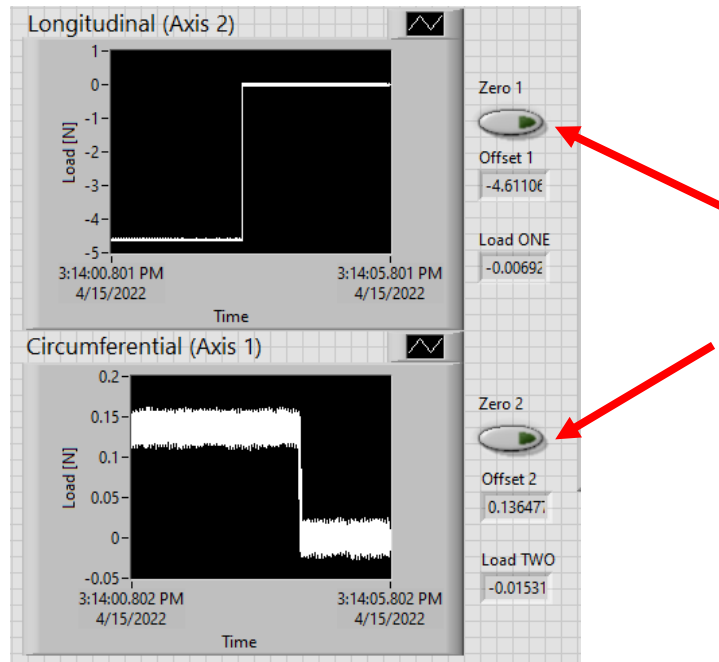 Longitudinal (Axis 2)
1
0
-1
-2
-3
-4
-5
Load [N]
3:14:00.801 PM
4/15/2022
3:14:05.801 PM
4/15/2022
Time
Zero 1
Offset 1
-4.61106
Load ONE
-0.00692
Circumferential (Axis 1)
0.2
0.15
0.1
0.05
0
-0.05
Load [N]
3:14:00.802 PM
4/15/2022
3:14:05.802 PM
4/15/2022
Time
Zero 2
Offset 2
0.136477
Load TWO
-0.01531